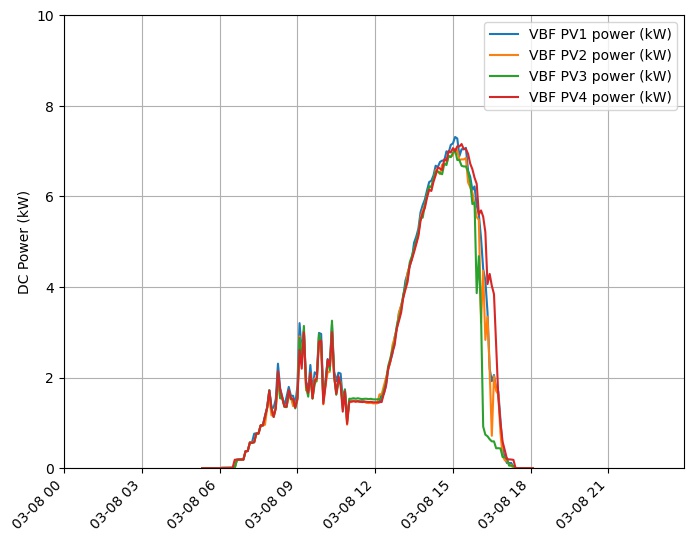 VBF PV1 power (kW)
VBF PV2 power (kW)
VBF PV3 power (kW)
VBF PV4 power (kW)
DC Power (kW)
10
8
6
4
2
0
03-08 00
03-08 03
03-08 06
03-08 09
03-08 12
03-08 15
03-08 18
03-08 21